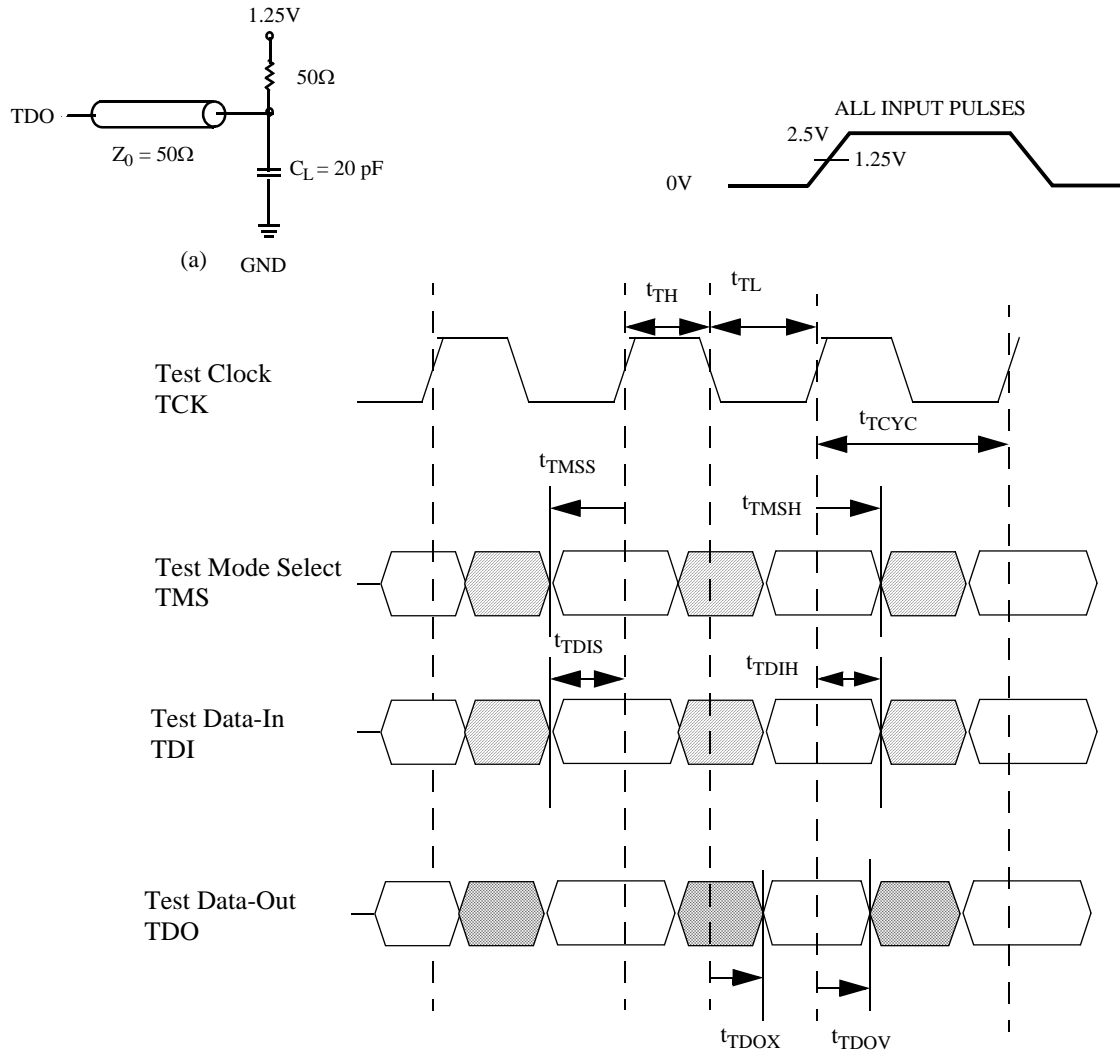 1.25V
50Ω
TDO
Z0 = 50Ω
CL = 20 pF
(a) GND
ALL INPUT PULSES
2.5V
1.25V
0V
tTH
tTL
Test Clock
TCK
tTCYC
tTMSS
tTMSH
Test Mode Select
TMS
tTDIS
tTDIH
Test Data-In
TDI
Test Data-Out
TDO
tTDOX
tTDOV